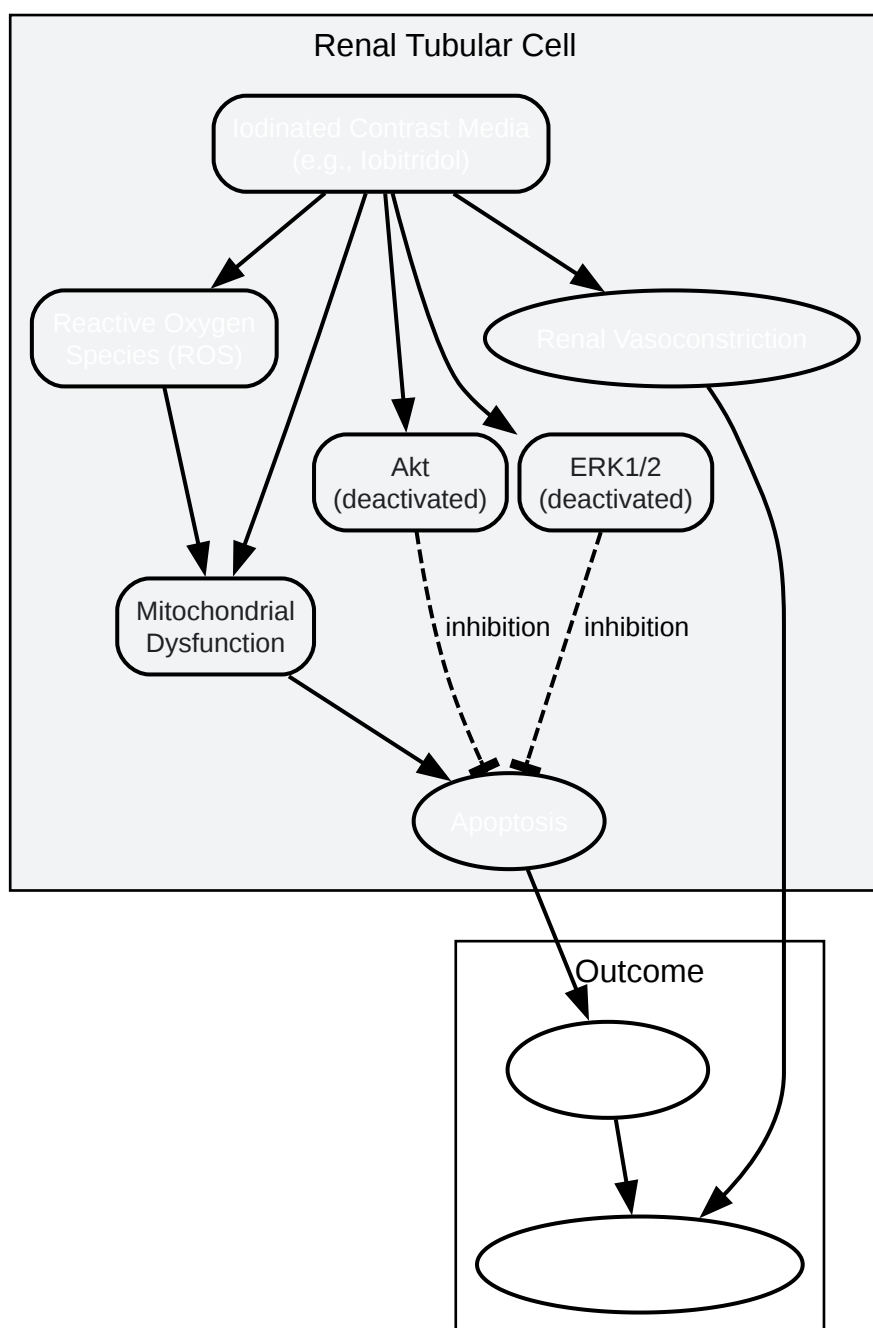 Renal Tubular Cell
Iodinated Contrast Media
(e.g., Iobitridol)
Reactive Oxygen
Species (ROS)
Renal Vasoconstriction
Akt
(deactivated)
ERK1/2
(deactivated)
Mitochondrial
Dysfunction
inhibition
inhibition
Apoptosis
Outcome